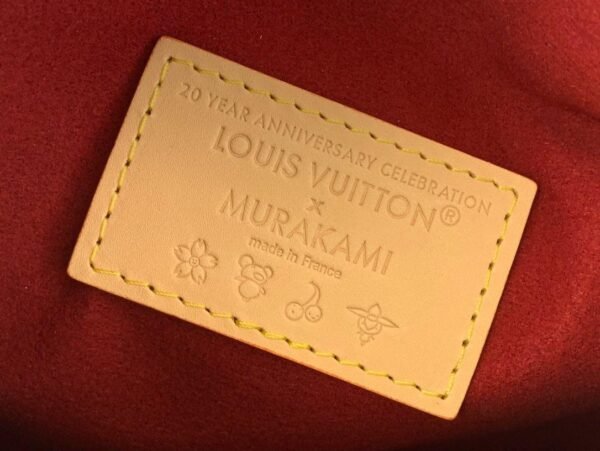 20 YEAR ANNIVERSARY CELEBRATION
LOUIS VUITTON®
x
MURAKAMI
made in France